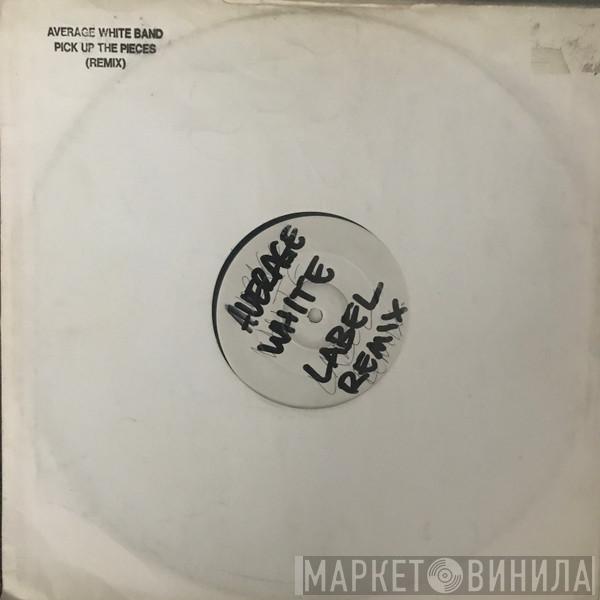 AVERAGE WHITE BAND
PICK UP THE PIECES
(REMIX)
AVERAGE
WHITE
LABEL
REMIX
МАРКЕТ ВИНИЛА